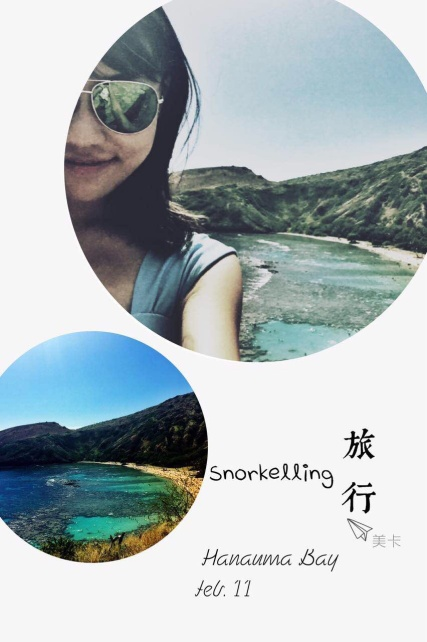 Snorkelling
旅行
美卡
Hanauma Bay
feb. 11